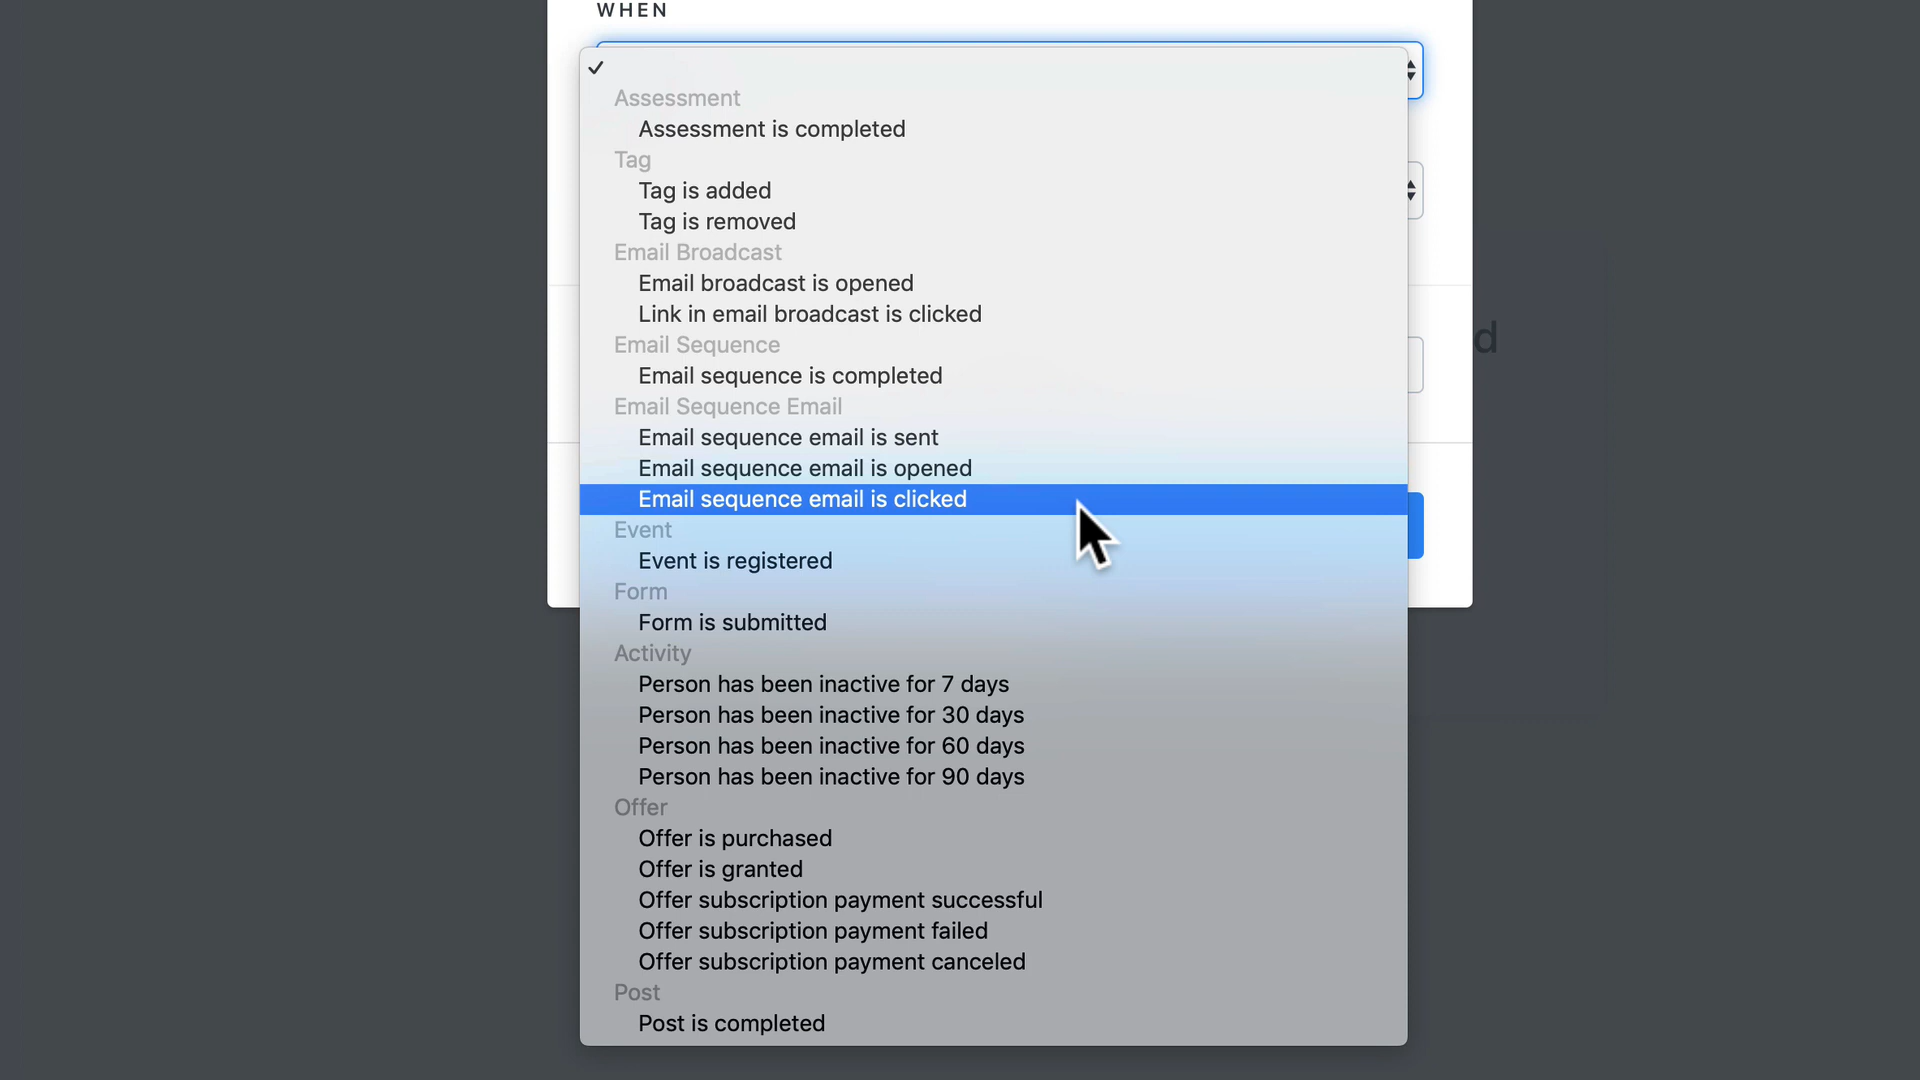 WHEN
Assessment
Assessment is completed
Tag
Tag is added
Tag is removed
Email Broadcast
Email broadcast is opened
Link in email broadcast is clicked
Email Sequence
Email sequence is completed
Email Sequence Email
Email sequence email is sent
Email sequence email is opened
Email sequence email is clicked
Event
Event is registered
Form
Form is submitted
Activity
Person has been inactive for 7 days
Person has been inactive for 30 days
Person has been inactive for 60 days
Person has been inactive for 90 days
Offer
Offer is purchased
Offer is granted
Offer subscription payment successful
Offer subscription payment failed
Offer subscription payment canceled
Post
Post is completed